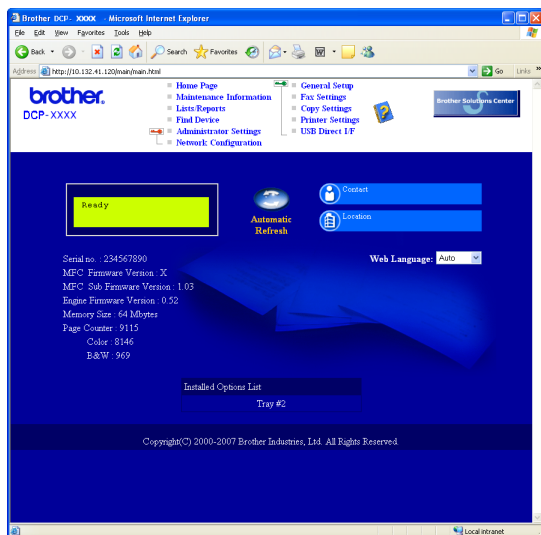 Brother DCP- XXXX - Microsoft Internet Explorer
File Edit View Favorites Tools Help
Back Search Favorites
Address http://10.132.41.120/main/main.html Go Links »
brother.
DCP-XXXX
Home Page
Maintenance Information
Lists/Reports
Find Device
Administrator Settings
Network Configuration
General Setup
Fax Settings
Copy Settings
Printer Settings
USB Direct I/F
Brother Solutions Center
Ready
Automatic
Refresh
Contact
Location
Web Language: Auto
Serial no. : 234567890
MFC Firmware Version : X
MFC Sub Firmware Version : 1.03
Engine Firmware Version : 0.52
Memory Size : 64 Mbytes
Page Counter : 9115
Color : 8146
B&W : 969
Installed Options List
Tray #2
Copyright(C) 2000-2007 Brother Industries, Ltd. All Rights Reserved.
Local intranet